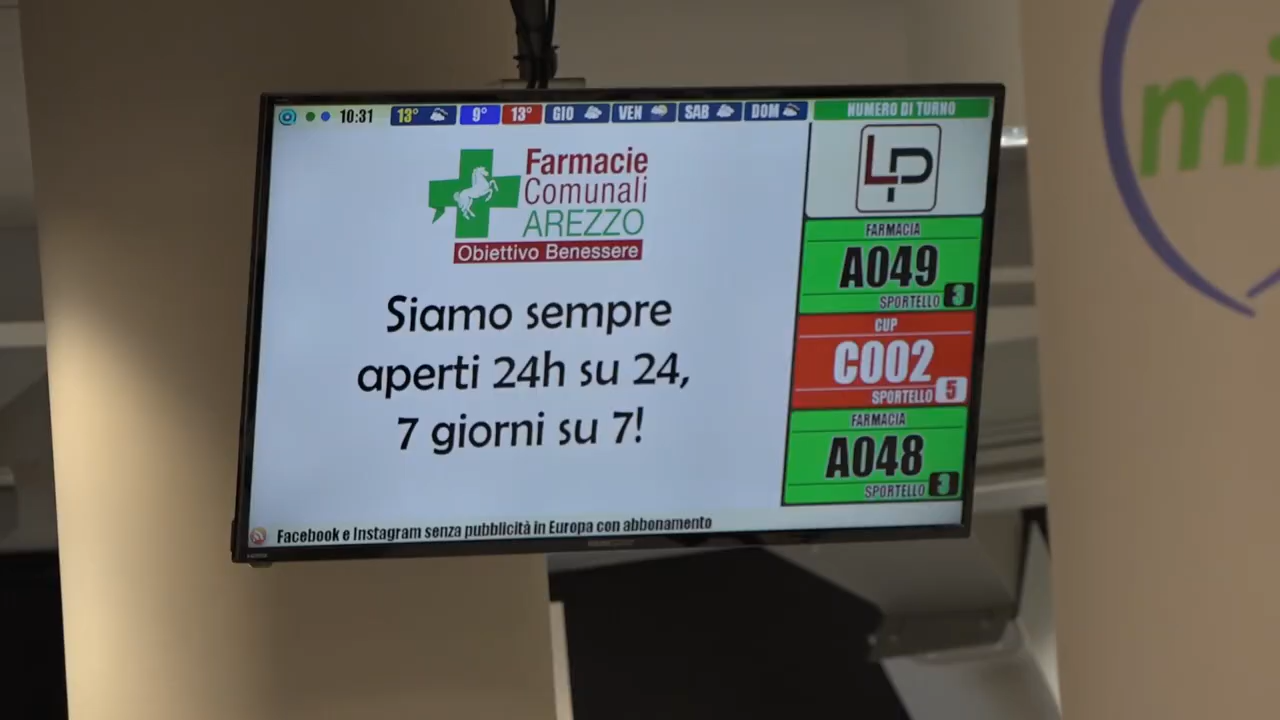 10:31 13° 9° 13° GIO VEN SAB DOM
NUMERO DI TURNO
LP
Farmacie
Comunali
AREZZO
Obiettivo Benessere
Siamo sempre
aperti 24h su 24,
7 giorni su 7!
FARMACIA
A049
SPORTELLO 3
CUP
C002
SPORTELLO 5
FARMACIA
A048
SPORTELLO 3
Facebook e Instagram senza pubblicità in Europa con abbonamento
mi